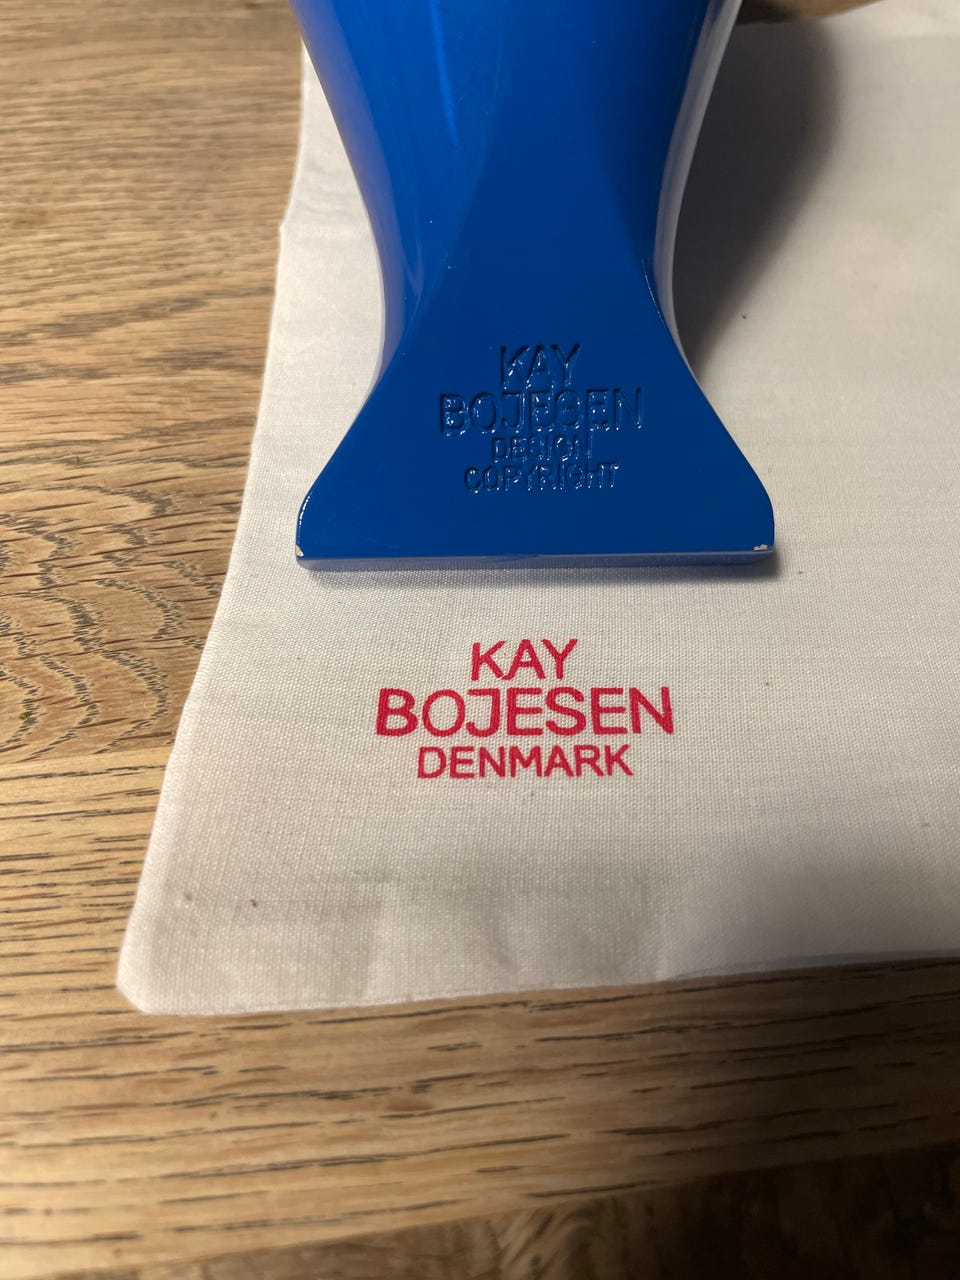 KAY
BOJESEN
DESIGN
COPYRIGHT
KAY
BOJESEN
DENMARK